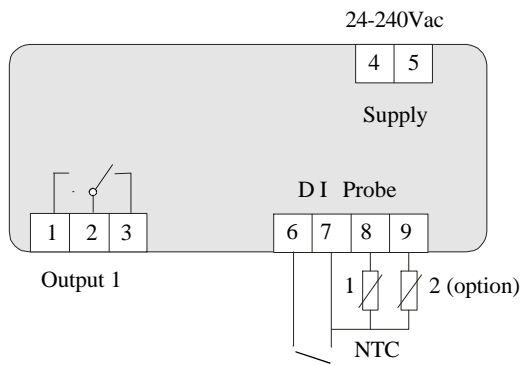 24-240Vac
4 5
Supply
D I Probe
1 2 3
6 7 8 9
Output 1
1
2 (option)
NTC